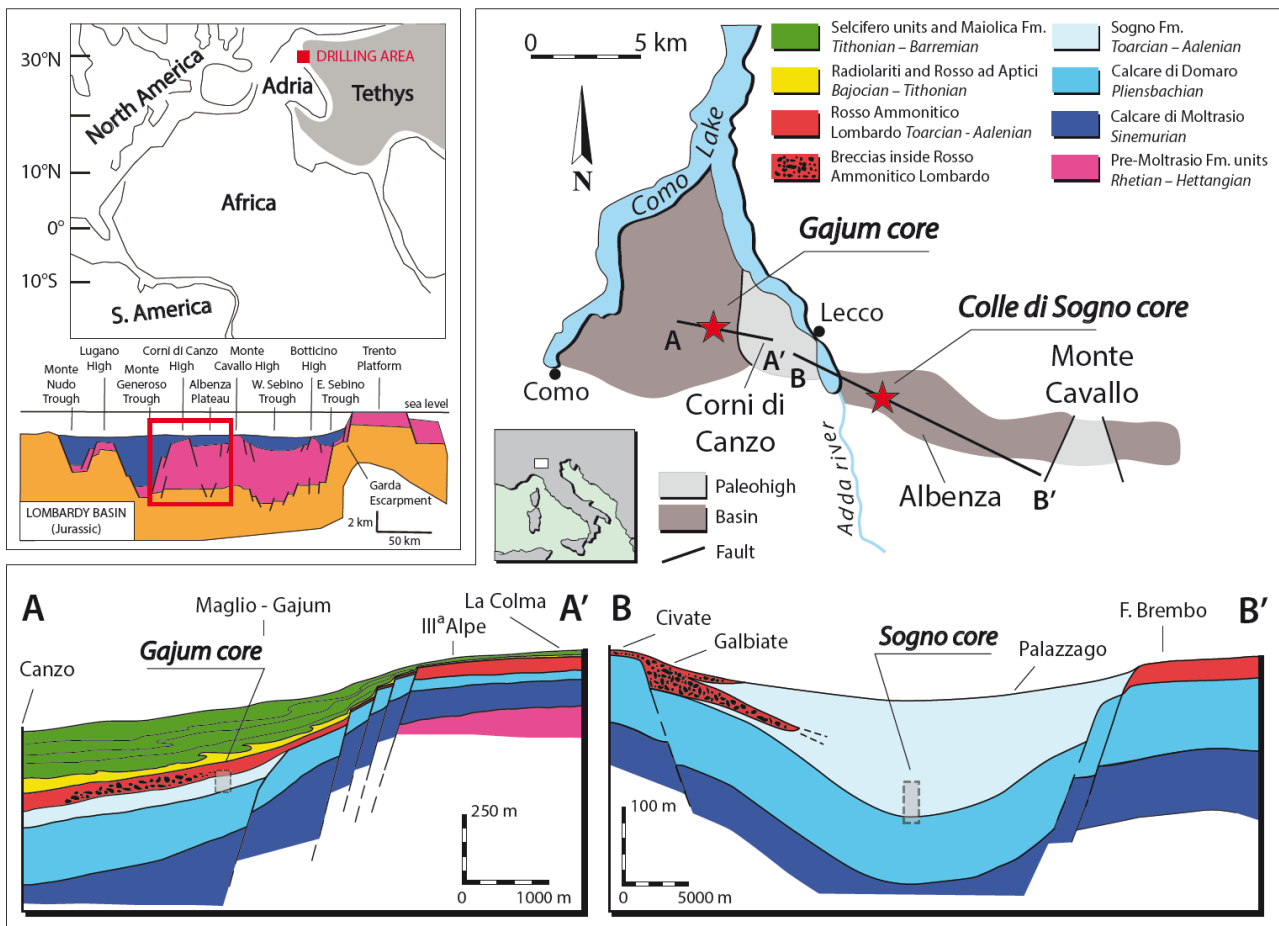 30°N
10°N
0°
10°S
North America
DRILLING AREA
Adria
Tethys
Africa
S. America
Monte
Nudo
Trough
Lugano
High
Monte
Generoso
Trough
Corni di Canzo
High
Albenza
Plateau
Monte
Cavallo High
W. Sebino
Trough
Botticino
High
E. Sebino
Trough
Trento
Platform
sea level
Garda
Escarpment
LOMBARDY BASIN
(Jurassic)
2 km
50 km
0 5 km
N
Selcifero units and Maiolica Fm.
Tithonian – Barremian
Radiolariti and Rosso ad Aptici
Bajocian - Tithonian
Rosso Ammonitico
Lombardo Toarcian - Aalenian
Breccias inside Rosso
Ammonitico Lombardo
Sogno Fm.
Toarcian – Aalenian
Calcare di Domaro
Pliensbachian
Calcare di Moltrasio
Sinemurian
Pre-Moltrasio Fm. units
Rhetian – Hettangian
Como Lake
Gajum core
Lecco
Colle di Sogno core
A
A'
B
Monte
Cavallo
Como
Corni di
Canzo
Adda river
Albenza
B'
Paleohigh
Basin
Fault
A
Maglio - Gajum
Gajum core
Canzo
IIIª Alpe
La Colma
A'
250 m
0 1000 m
B
Civate
Galbiate
Sogno core
Palazzago
F. Brembo
B'
100 m
0 5000 m